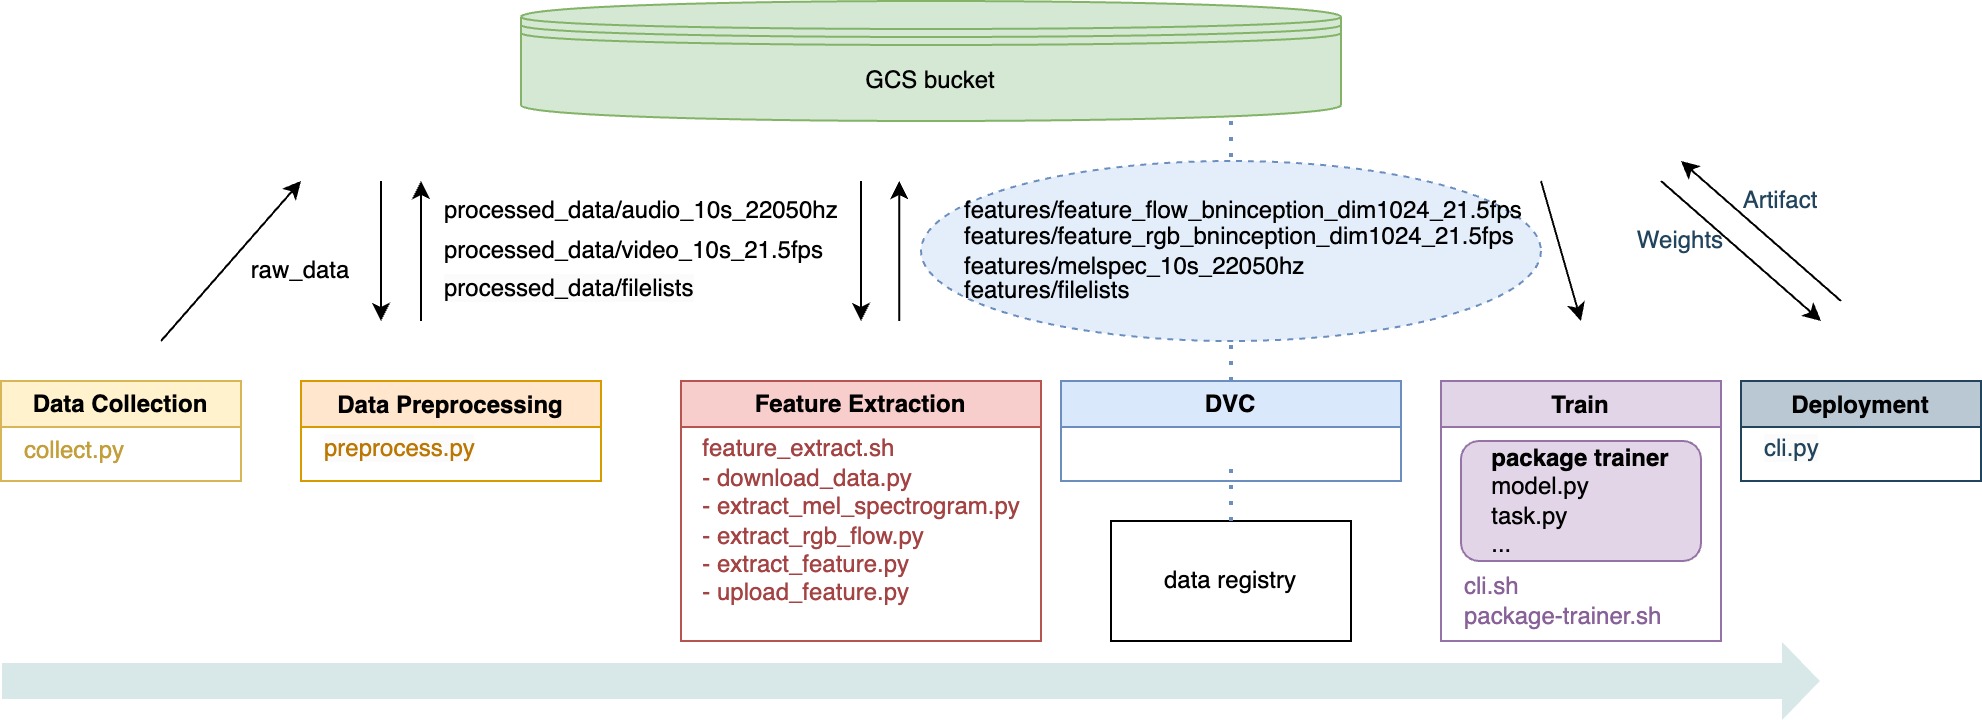 GCS bucket
raw_data
processed_data/audio_10s_22050hz
processed_data/video_10s_21.5fps
processed_data/filelists
features/feature_flow_bninception_dim1024_21.5fps
features/feature_rgb_bninception_dim1024_21.5fps
features/melspec_10s_22050hz
features/filelists
Artifact
Weights
Data Collection
collect.py
Data Preprocessing
preprocess.py
Feature Extraction
feature_extract.sh
- download_data.py
- extract_mel_spectrogram.py
- extract_rgb_flow.py
- extract_feature.py
- upload_feature.py
DVC
data registry
Train
package trainer
model.py
task.py
...
cli.sh
package-trainer.sh
Deployment
cli.py